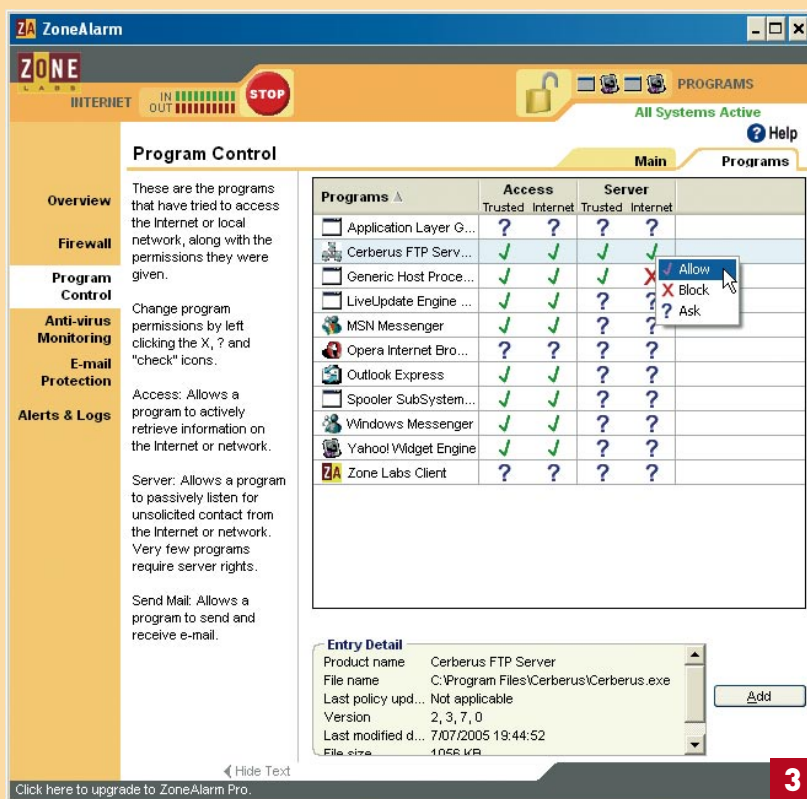 ZA ZoneAlarm
ZONE
LABS
INTERNET
IN
OUT
STOP
PROGRAMS
All Systems Active
? Help
Program Control
Main
Programs
Overview
Firewall
Program
Control
Anti-virus
Monitoring
E-mail
Protection
Alerts & Logs
These are the programs
that have tried to access
the Internet or local
network, along with the
permissions they were
given.
Change program
permissions by left
clicking the X, ? and
"check" icons.
Access: Allows a
program to actively
retrieve information on
the Internet or network.
Server: Allows a program
to passively listen for
unsolicited contact from
the Internet or network.
Very few programs
require server rights.
Send Mail: Allows a
program to send and
receive e-mail.
Programs Access Server
Trusted Internet Trusted Internet
Application Layer G... ? ? ? ?
Cerberus FTP Serv... ✓ ✓ ✓ ✓
Generic Host Proce... ✓ ✓ ✓ X
LiveUpdate Engine ... ✓ ✓ ? ?
MSN Messenger ✓ ✓ ? ?
Opera Internet Bro... ? ? ? ?
Outlook Express ✓ ✓ ? ?
Spooler SubSystem... ✓ ✓ ? ?
Windows Messenger ✓ ✓ ? ?
Yahoo! Widget Engine ✓ ✓ ? ?
ZA Zone Labs Client ? ? ? ?
✓ Allow
X Block
? Ask
Entry Detail
Product name Cerberus FTP Server
File name C:\Program Files\Cerberus\Cerberus.exe
Last policy upd... Not applicable
Version 2, 3, 7, 0
Last modified d... 7/07/2005 19:44:52
File size 1056 KB
Add
Hide Text
Click here to upgrade to ZoneAlarm Pro.
3